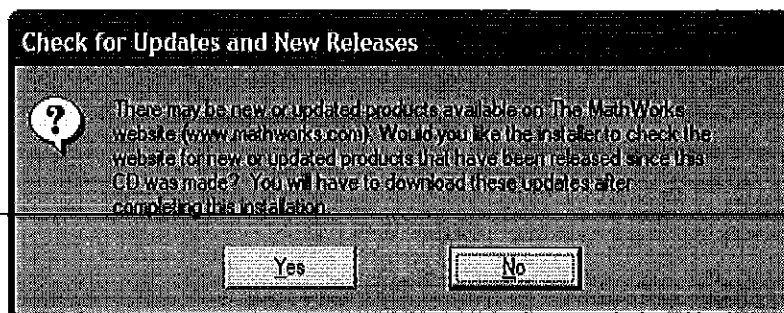 Check for Updates and New Releases
There may be new or updated products available on The MathWorks
website (www.mathworks.com). Would you like the installer to check the
website for new or updated products that have been released since this
CD was made? You will have to download these updates after
completing this installation.
Yes
No